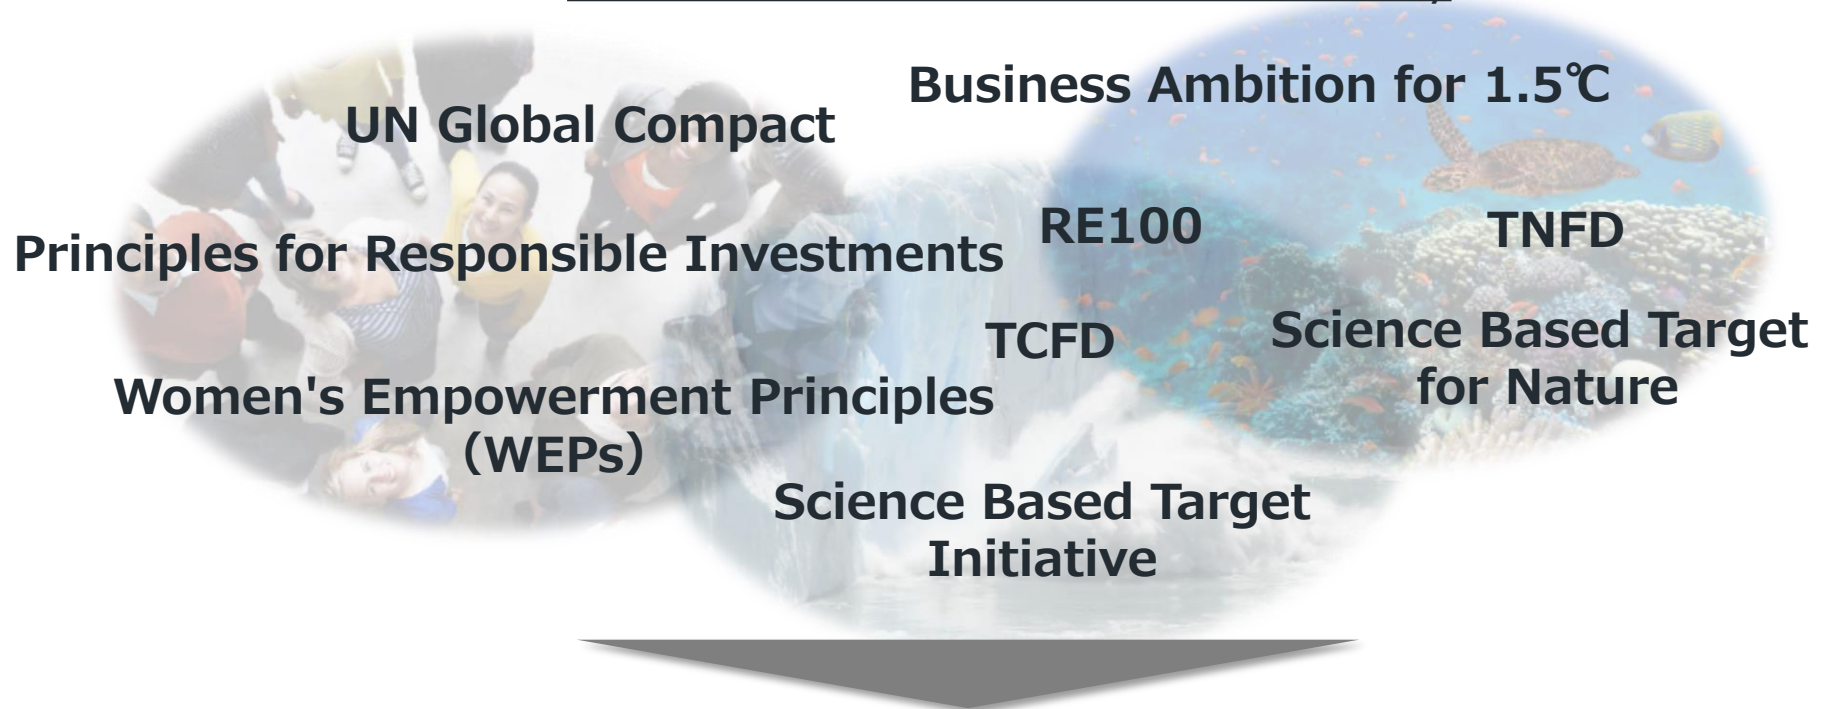 Business Ambition for 1.5℃
UN Global Compact
RE100
TNFD
Principles for Responsible Investments
TCFD
Science Based Target
for Nature
Women's Empowerment Principles
（WEPs）
Science Based Target
Initiative